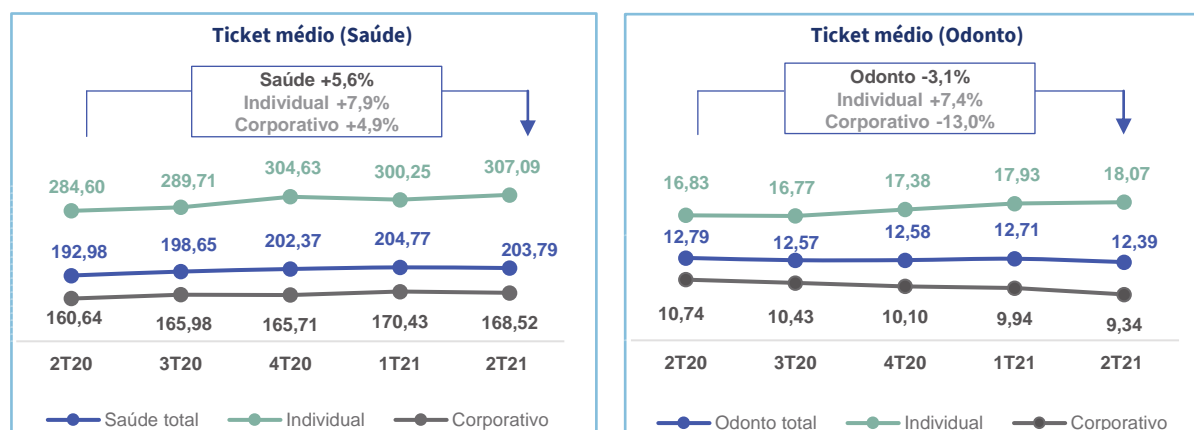 Ticket médio (Saúde)
Saúde +5,6%
Individual +7,9%
Corporativo +4,9%
284,60 289,71 304,63 300,25 307,09
192,98 198,65 202,37 204,77 203,79
160,64 165,98 165,71 170,43 168,52
2T20 3T20 4T20 1T21 2T21
Saúde total Individual Corporativo
Ticket médio (Odonto)
Odonto -3,1%
Individual +7,4%
Corporativo -13,0%
16,83 16,77 17,38 17,93 18,07
12,79 12,57 12,58 12,71 12,39
10,74 10,43 10,10 9,94 9,34
2T20 3T20 4T20 1T21 2T21
Odonto total Individual Corporativo